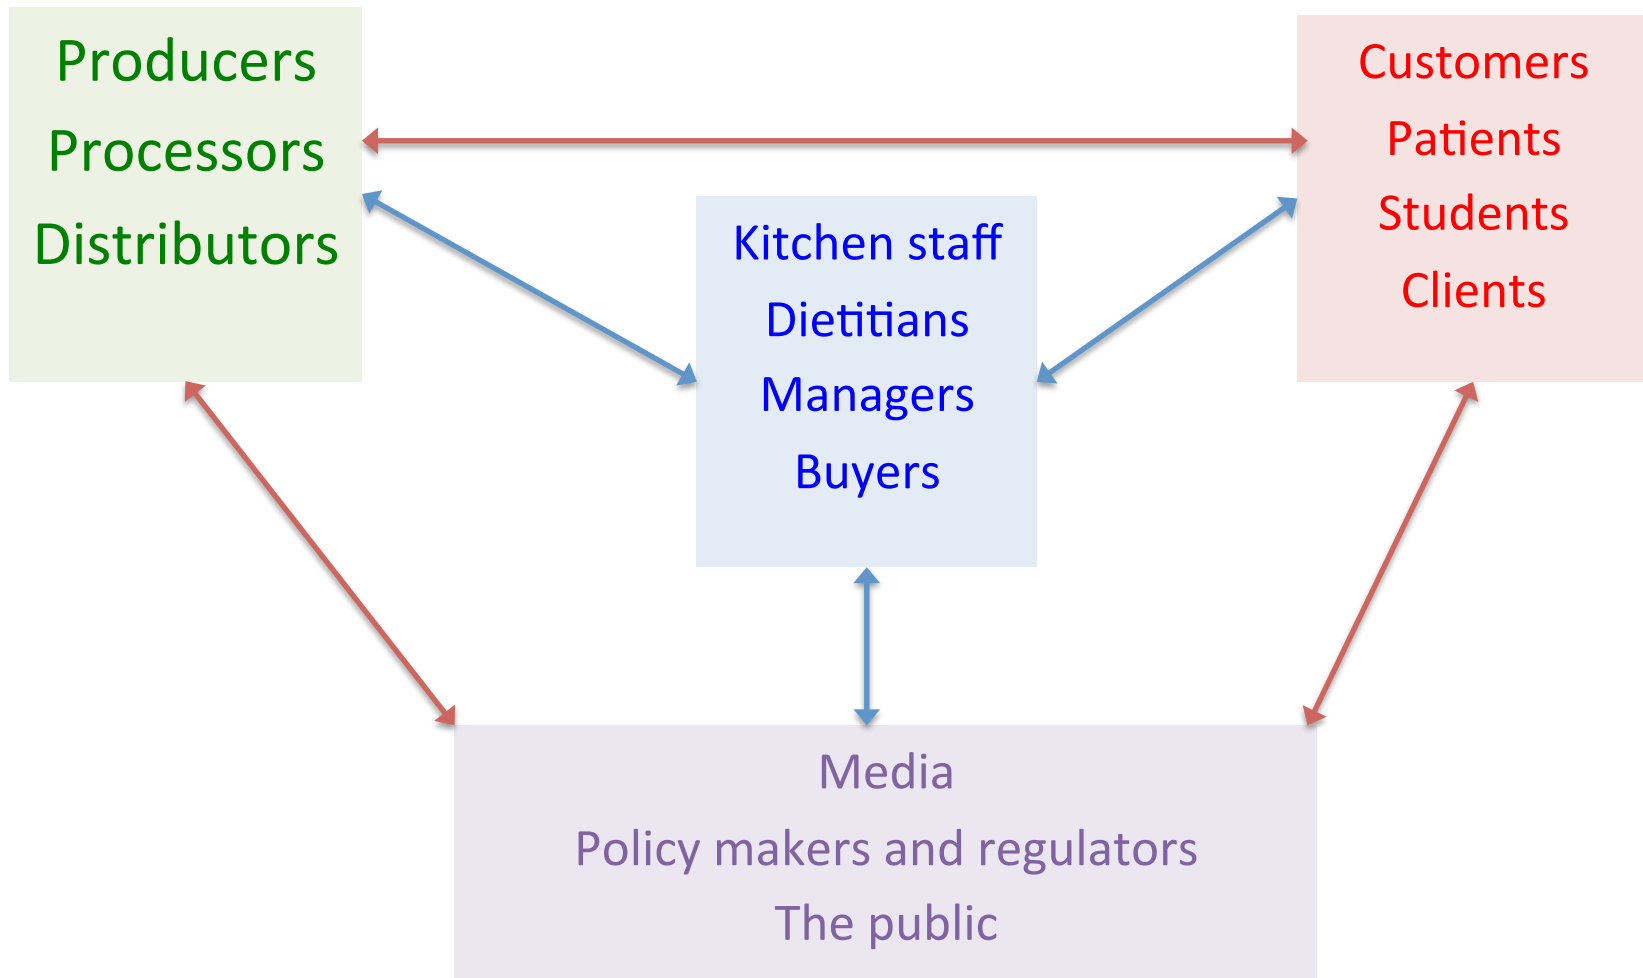 Producers
Processors
Distributors
Customers
Patients
Students
Clients
Kitchen staff
Dietitians
Managers
Buyers
Media
Policy makers and regulators
The public